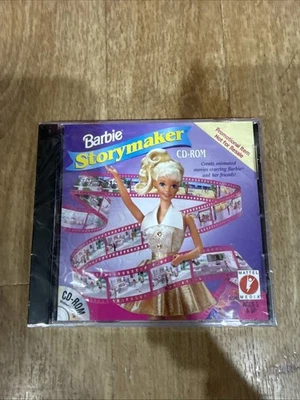 Promotional Item
Not for Resale
Barbie
Storymaker
CD-ROM
Create animated
movies starring Barbie
and her friends!
CD-ROM
MATTEL
MEDIA